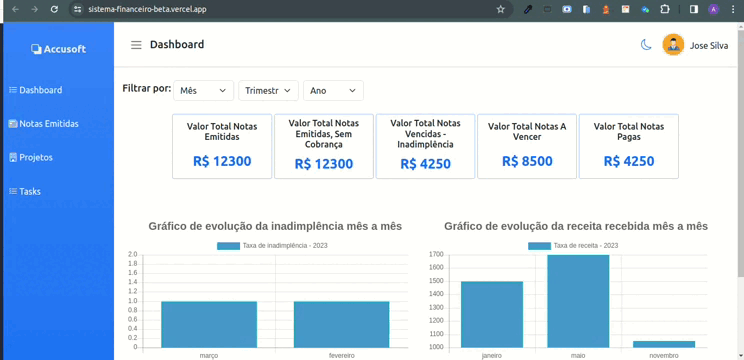 sistema-financeiro-beta.vercel.app
A
Accusoft
Dashboard
Jose Silva
Dashboard
Notas Emitidas
Projetos
Tasks
Filtrar por:
Mês
Trimestr
Ano
Valor Total Notas
Emitidas
R$ 12300
Valor Total Notas
Emitidas, Sem
Cobrança
R$ 12300
Valor Total Notas
Vencidas -
Inadimplência
R$ 4250
Valor Total Notas A
Vencer
R$ 8500
Valor Total Notas
Pagas
R$ 4250
Gráfico de evolução da inadimplência mês a mês
Taxa de inadimplência - 2023
2.0
1.8
1.6
1.4
1.2
1.0
0.8
0.6
0.4
0.2
0
março
fevereiro
Gráfico de evolução da receita recebida mês a mês
Taxa de receita - 2023
1700
1600
1500
1400
1300
1200
1100
1000
janeiro
maio
novembro